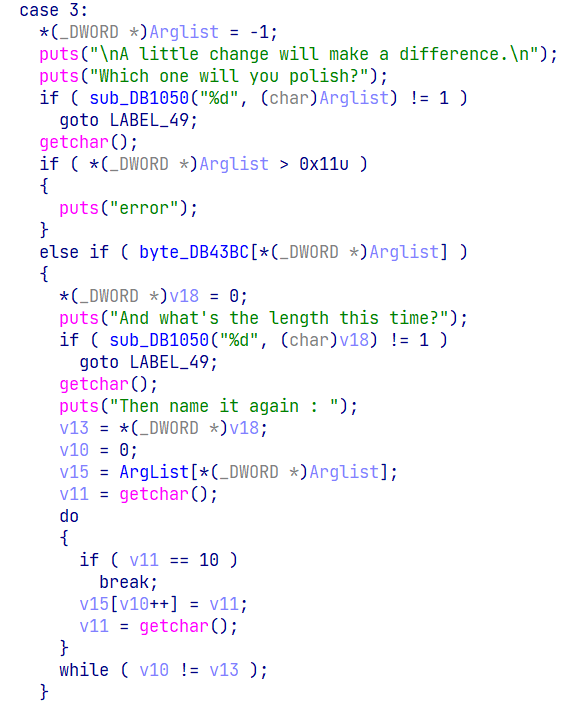 case 3:
  *(_DWORD *)Arglist = -1;
  puts("\nA little change will make a difference.\n");
  puts("Which one will you polish?");
  if ( sub_DB1050("%d", (char)Arglist) != 1 )
    goto LABEL_49;
  getchar();
  if ( *(_DWORD *)Arglist > 0x11u )
  {
    puts("error");
  }
  else if ( byte_DB43BC[*(_DWORD *)Arglist] )
  {
    *(_DWORD *)v18 = 0;
    puts("And what's the length this time?");
    if ( sub_DB1050("%d", (char)v18) != 1 )
      goto LABEL_49;
    getchar();
    puts("Then name it again : ");
    v13 = *(_DWORD *)v18;
    v10 = 0;
    v15 = ArgList[*(_DWORD *)Arglist];
    v11 = getchar();
    do
    {
      if ( v11 == 10 )
        break;
      v15[v10++] = v11;
      v11 = getchar();
    }
    while ( v10 != v13 );
  }